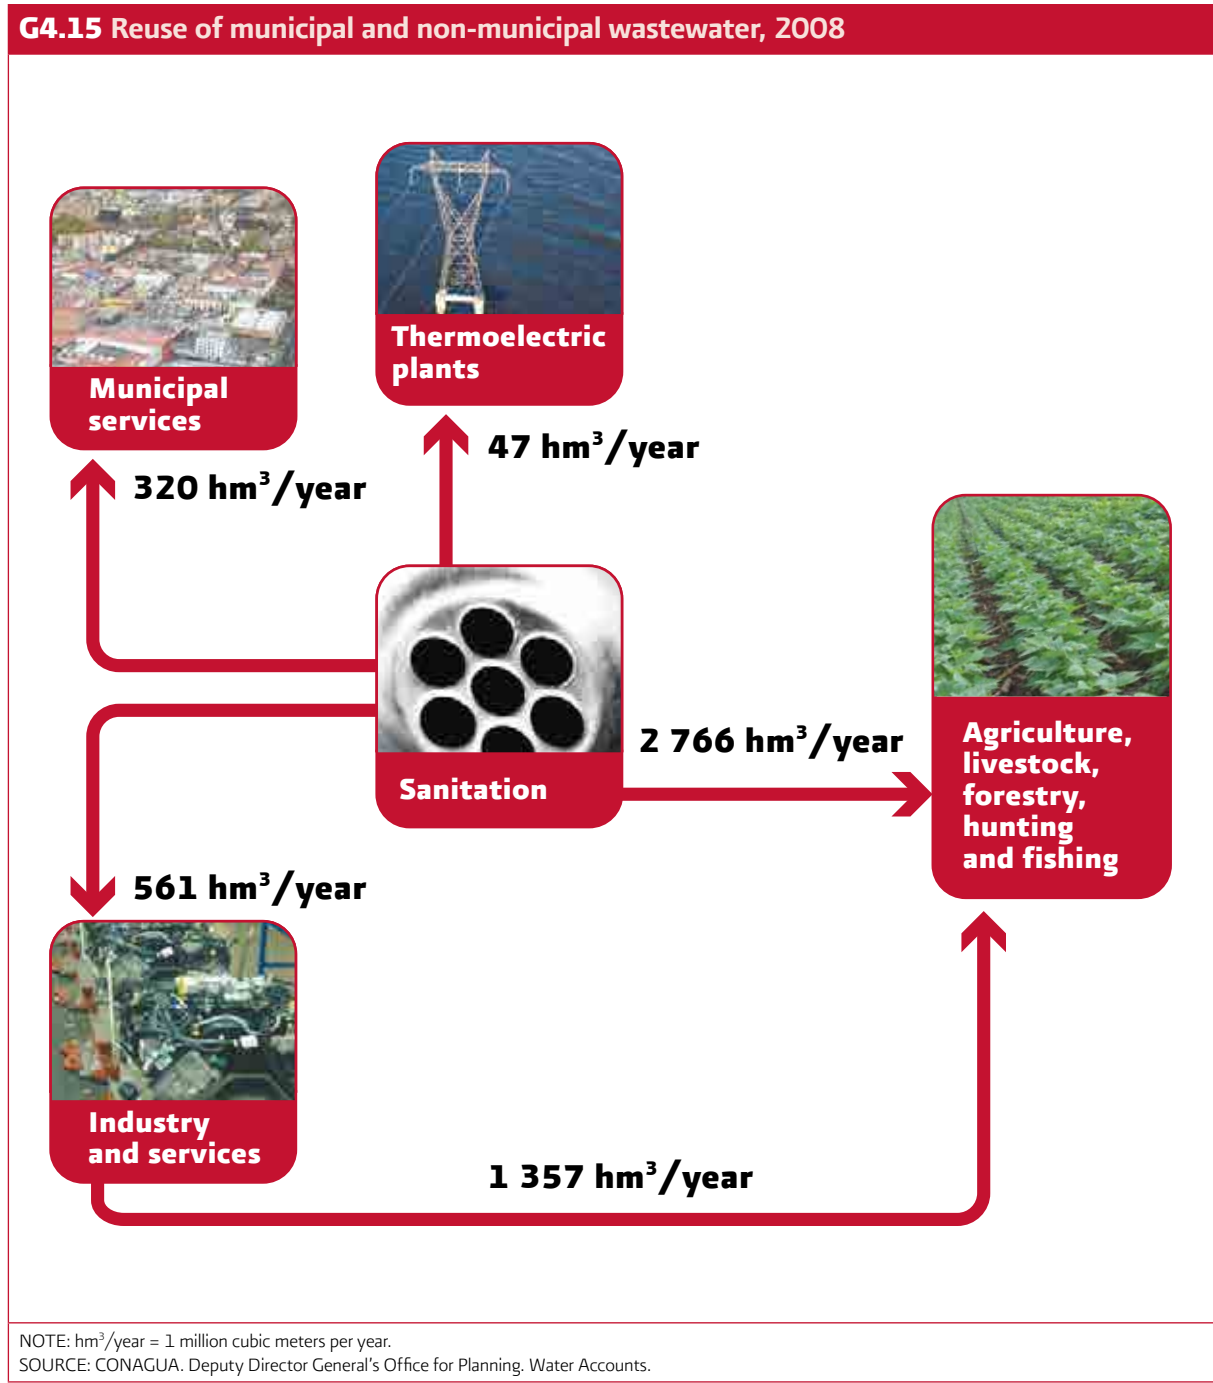 G4.15 Reuse of municipal and non-municipal wastewater, 2008
Thermoelectric
plants
Municipal
services
47 hm³/year
320 hm³/year
2 766 hm³/year
Agriculture,
livestock,
forestry,
hunting
and fishing
Sanitation
561 hm³/year
Industry
and services
1 357 hm³/year
NOTE: hm³/year = 1 million cubic meters per year.
SOURCE: CONAGUA. Deputy Director General's Office for Planning. Water Accounts.